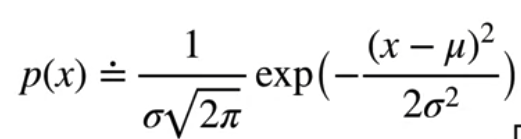 p(x) ≐ 1/(σ√(2π)) exp(−(x − μ)²/(2σ²))